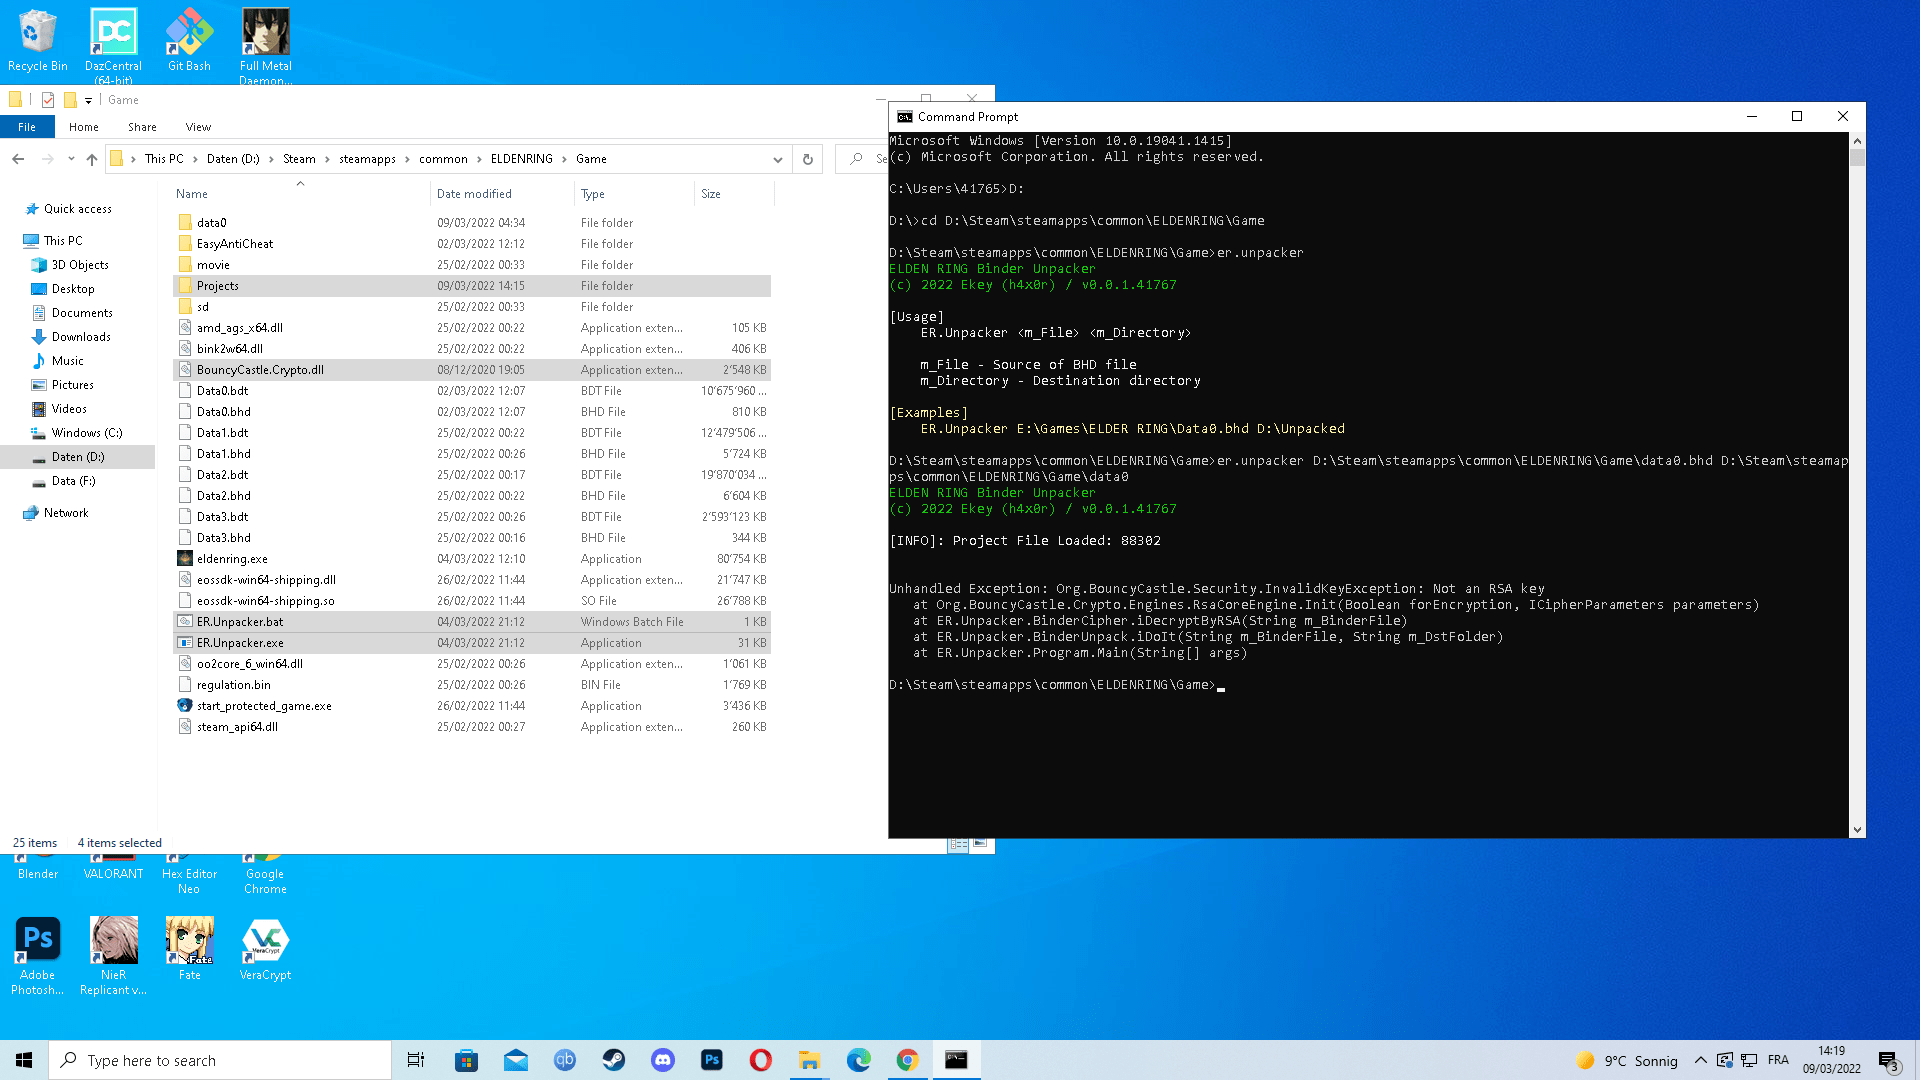 Recycle Bin
DazCentral
(64-bit)
Git Bash
Full Metal
Daemon...
Game
File
Home
Share
View
This PC
Daten (D:)
Steam
steamapps
common
ELDENRING
Game
Se
Name
Date modified
Type
Size
Quick access
This PC
3D Objects
Desktop
Documents
Downloads
Music
Pictures
Videos
Windows (C:)
Daten (D:)
Data (F:)
Network
data0 09/03/2022 04:34 File folder
EasyAntiCheat 02/03/2022 12:12 File folder
movie 25/02/2022 00:33 File folder
Projects 09/03/2022 14:15 File folder
sd 25/02/2022 00:33 File folder
amd_ags_x64.dll 25/02/2022 00:22 Application exten... 105 KB
bink2w64.dll 25/02/2022 00:22 Application exten... 406 KB
BouncyCastle.Crypto.dll 08/12/2020 19:05 Application exten... 2'548 KB
Data0.bdt 02/03/2022 12:07 BDT File 10'675'960 ...
Data0.bhd 02/03/2022 12:07 BHD File 810 KB
Data1.bdt 25/02/2022 00:22 BDT File 12'479'506 ...
Data1.bhd 25/02/2022 00:26 BHD File 5'724 KB
Data2.bdt 25/02/2022 00:17 BDT File 19'870'034 ...
Data2.bhd 25/02/2022 00:22 BHD File 6'604 KB
Data3.bdt 25/02/2022 00:26 BDT File 2'593'123 KB
Data3.bhd 25/02/2022 00:16 BHD File 344 KB
eldenring.exe 04/03/2022 12:10 Application 80'754 KB
eossdk-win64-shipping.dll 26/02/2022 11:44 Application exten... 21'747 KB
eossdk-win64-shipping.so 26/02/2022 11:44 SO File 26'788 KB
ER.Unpacker.bat 04/03/2022 21:12 Windows Batch File 1 KB
ER.Unpacker.exe 04/03/2022 21:12 Application 31 KB
oo2core_6_win64.dll 25/02/2022 00:26 Application exten... 1'061 KB
regulation.bin 25/02/2022 00:26 BIN File 1'769 KB
start_protected_game.exe 26/02/2022 11:44 Application 3'436 KB
steam_api64.dll 25/02/2022 00:27 Application exten... 260 KB
25 items 4 items selected
Command Prompt
Microsoft Windows [Version 10.0.19041.1415]
(c) Microsoft Corporation. All rights reserved.
C:\Users\41765>D:
D:\>cd D:\Steam\steamapps\common\ELDENRING\Game
D:\Steam\steamapps\common\ELDENRING\Game>er.unpacker
ELDEN RING Binder Unpacker
(c) 2022 Ekey (h4x0r) / v0.0.1.41767
[Usage]
ER.Unpacker <m_File> <m_Directory>
m_File - Source of BHD file
m_Directory - Destination directory
[Examples]
ER.Unpacker E:\Games\ELDER RING\Data0.bhd D:\Unpacked
D:\Steam\steamapps\common\ELDENRING\Game>er.unpacker D:\Steam\steamapps\common\ELDENRING\Game\data0.bhd D:\Steam\steamap
ps\common\ELDENRING\Game\data0
ELDEN RING Binder Unpacker
(c) 2022 Ekey (h4x0r) / v0.0.1.41767
[INFO]: Project File Loaded: 88302
Unhandled Exception: Org.BouncyCastle.Security.InvalidKeyException: Not an RSA key
at Org.BouncyCastle.Crypto.Engines.RsaCoreEngine.Init(Boolean forEncryption, ICipherParameters parameters)
at ER.Unpacker.BinderCipher.iDecryptByRSA(String m_BinderFile)
at ER.Unpacker.BinderUnpack.iDoIt(String m_BinderFile, String m_DstFolder)
at ER.Unpacker.Program.Main(String[] args)
D:\Steam\steamapps\common\ELDENRING\Game>
Blender
VALORANT
Hex Editor
Neo
Google
Chrome
Adobe
Photosh...
NieR
Replicant v...
Fate
VeraCrypt
Type here to search
9°C Sonnig
FRA
14:19
09/03/2022
3